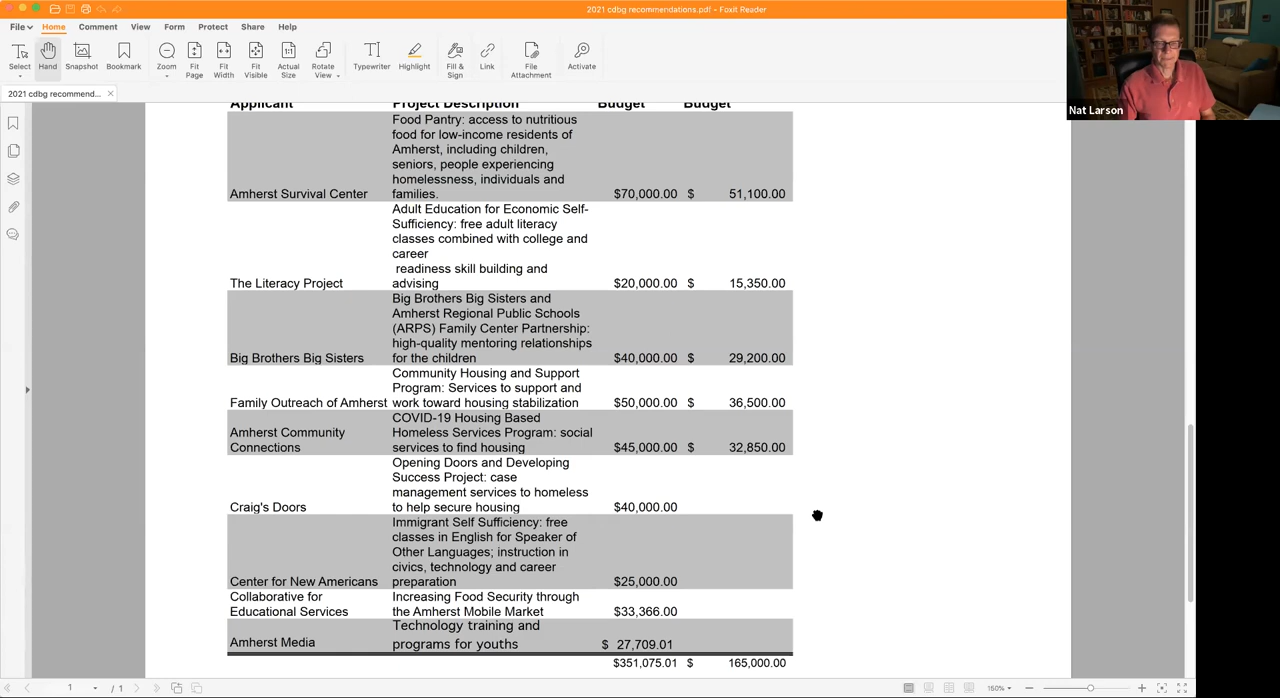 2021 cdbg recommendations.pdf - Foxit Reader
File Home Comment View Form Protect Share Help
Select Hand Snapshot Bookmark Zoom Fit Page Fit Width Fit Visible Actual Size Rotate View Typewriter Highlight Fill & Sign Link File Attachment Activate
2021 cdbg recommend...
Nat Larson
Applicant Project Description Budget Budget
Food Pantry: access to nutritious
food for low-income residents of
Amherst, including children,
seniors, people experiencing
homelessness, individuals and
Amherst Survival Center families. $70,000.00 $ 51,100.00
Adult Education for Economic Self-
Sufficiency: free adult literacy
classes combined with college and
career
readiness skill building and
The Literacy Project advising $20,000.00 $ 15,350.00
Big Brothers Big Sisters and
Amherst Regional Public Schools
(ARPS) Family Center Partnership:
high-quality mentoring relationships
Big Brothers Big Sisters for the children $40,000.00 $ 29,200.00
Community Housing and Support
Program: Services to support and
Family Outreach of Amherst work toward housing stabilization $50,000.00 $ 36,500.00
COVID-19 Housing Based
Amherst Community Homeless Services Program: social
Connections services to find housing $45,000.00 $ 32,850.00
Opening Doors and Developing
Success Project: case
management services to homeless
Craig's Doors to help secure housing $40,000.00
Immigrant Self Sufficiency: free
classes in English for Speaker of
Other Languages; instruction in
civics, technology and career
Center for New Americans preparation $25,000.00
Collaborative for Increasing Food Security through
Educational Services the Amherst Mobile Market $33,366.00
Technology training and
Amherst Media programs for youths $ 27,709.01
$351,075.01 $ 165,000.00
1 / 1 150%